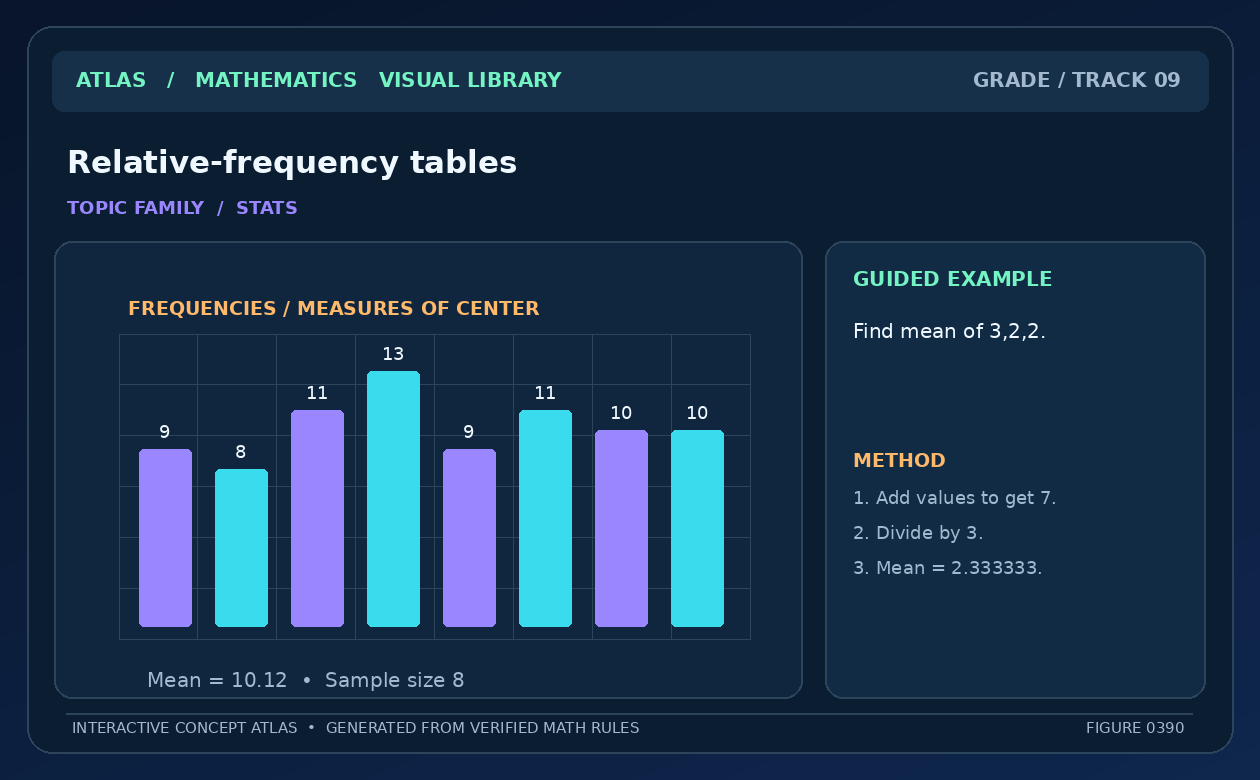 ATLAS / MATHEMATICS VISUAL LIBRARY
GRADE / TRACK 09
Relative-frequency tables
TOPIC FAMILY / STATS
FREQUENCIES / MEASURES OF CENTER
9
8
11
13
9
11
10
10
Mean = 10.12 • Sample size 8
GUIDED EXAMPLE
Find mean of 3,2,2.
METHOD
1. Add values to get 7.
2. Divide by 3.
3. Mean = 2.333333.
INTERACTIVE CONCEPT ATLAS • GENERATED FROM VERIFIED MATH RULES
FIGURE 0390